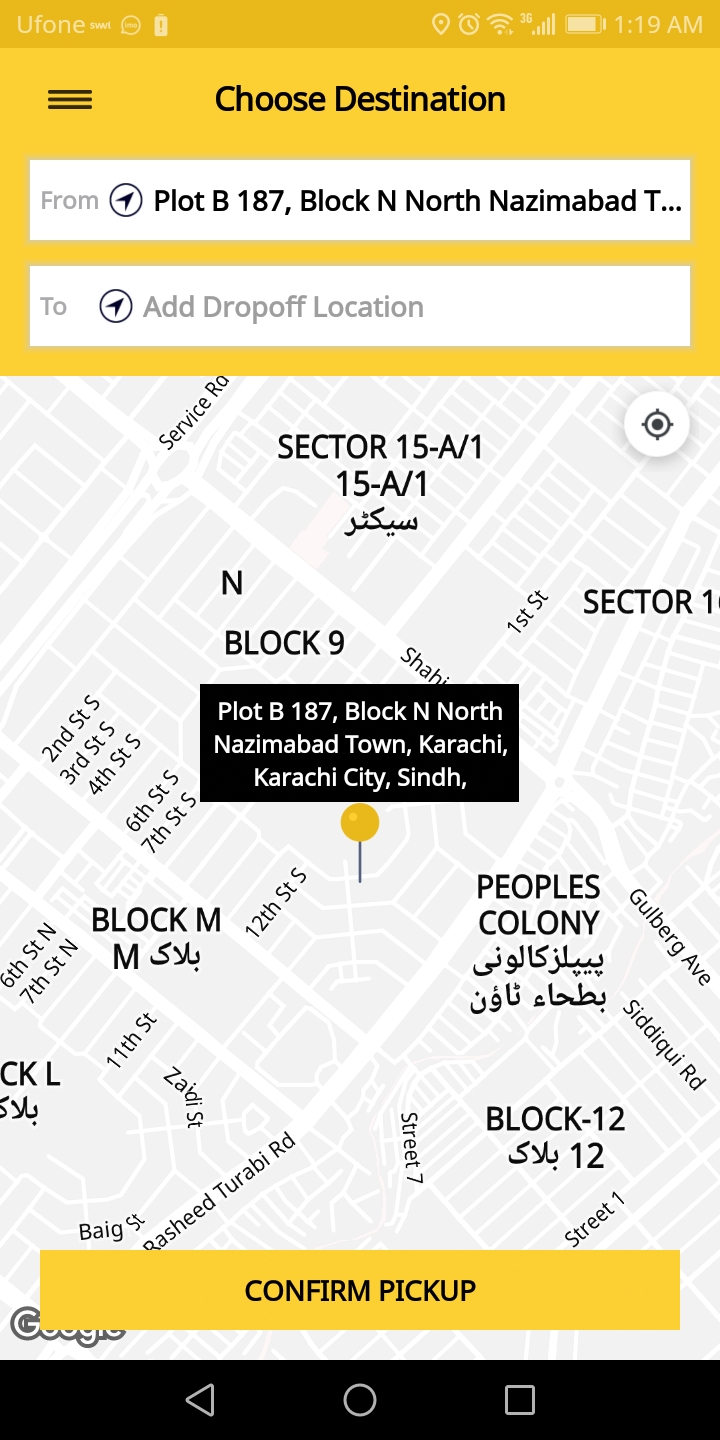 Ufone 3G 1:19 AM
Choose Destination
From Plot B 187, Block N North Nazimabad T...
To Add Dropoff Location
Service Rd
SECTOR 15-A/1
15-A/1
سیکٹر
N
1st St
SECTOR 1
BLOCK 9
Shahi
2nd St S
3rd St S
4th St S
6th St S
7th St S
Plot B 187, Block N North
Nazimabad Town, Karachi,
Karachi City, Sindh,
12th St S
PEOPLES
COLONY
پیپلزکالونی
بطحاء ٹاؤن
Gulberg Ave
BLOCK M
M بلاک
6th St N
7th St N
Siddiqui Rd
11th St
CK L
بلاک
Zaidi St
Street 7
BLOCK-12
12 بلاک
Rasheed Turabi Rd
Baig St
Street 1
CONFIRM PICKUP
Google